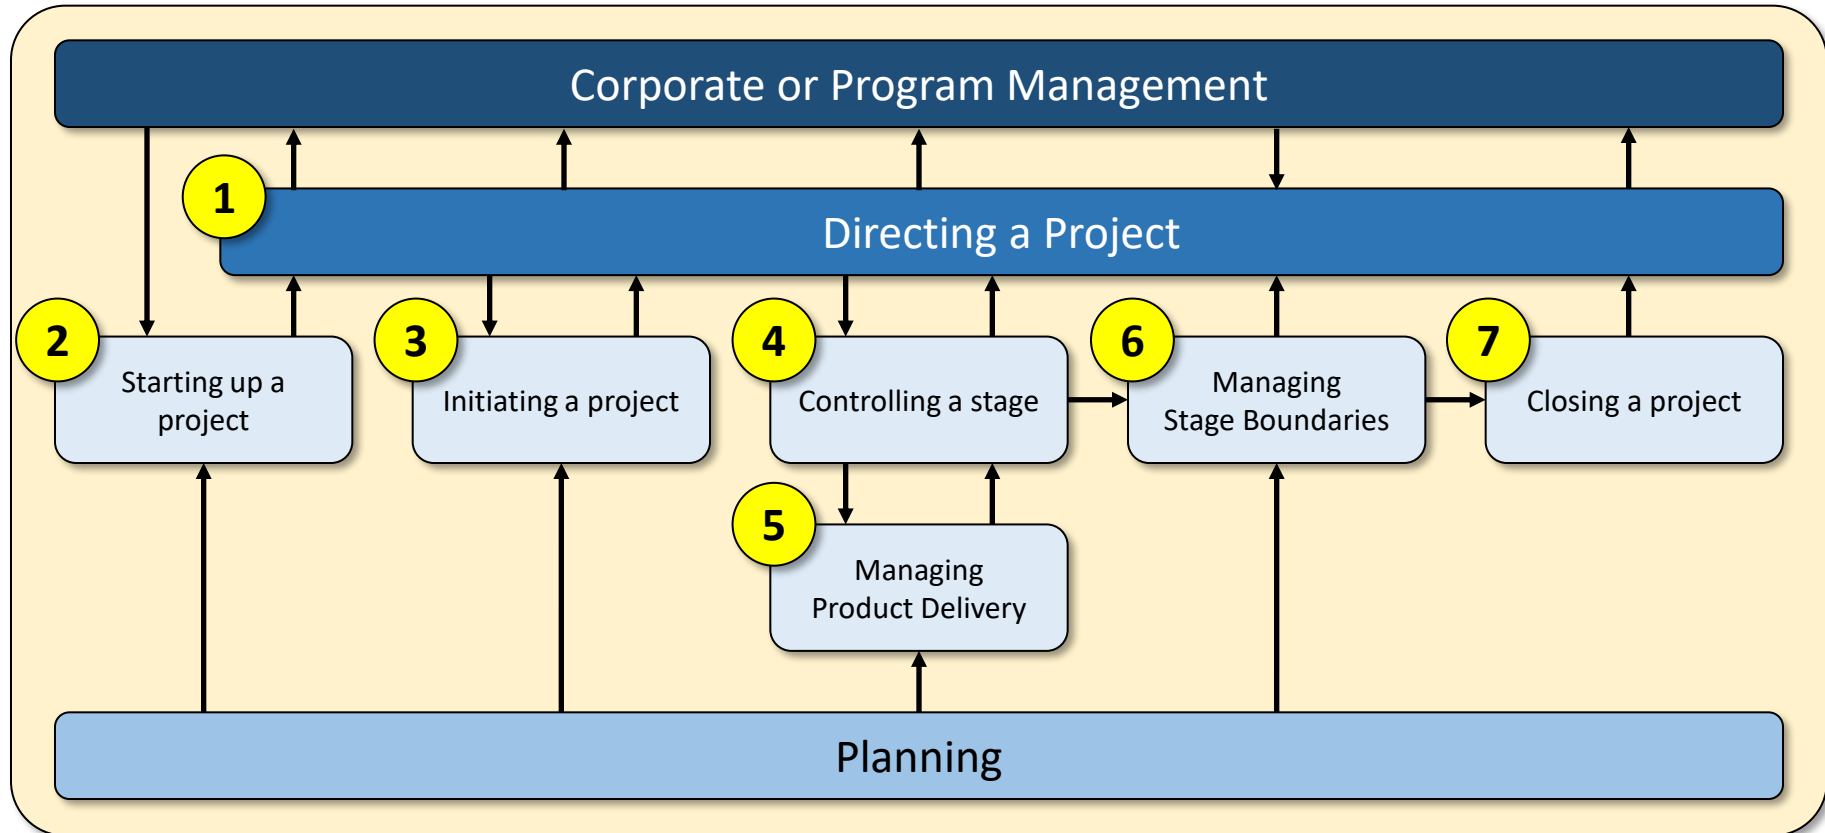 Corporate or Program Management
1
Directing a Project
2
Starting up a
project
3
Initiating a project
4
Controlling a stage
6
Managing
Stage Boundaries
7
Closing a project
5
Managing
Product Delivery
Planning